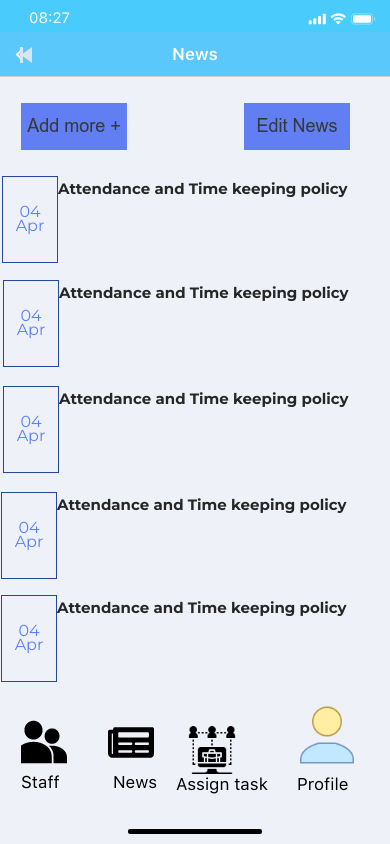 08:27
News
Add more +
Edit News
04
Apr
Attendance and Time keeping policy
04
Apr
Attendance and Time keeping policy
04
Apr
Attendance and Time keeping policy
04
Apr
Attendance and Time keeping policy
04
Apr
Attendance and Time keeping policy
Staff
News
Assign task
Profile